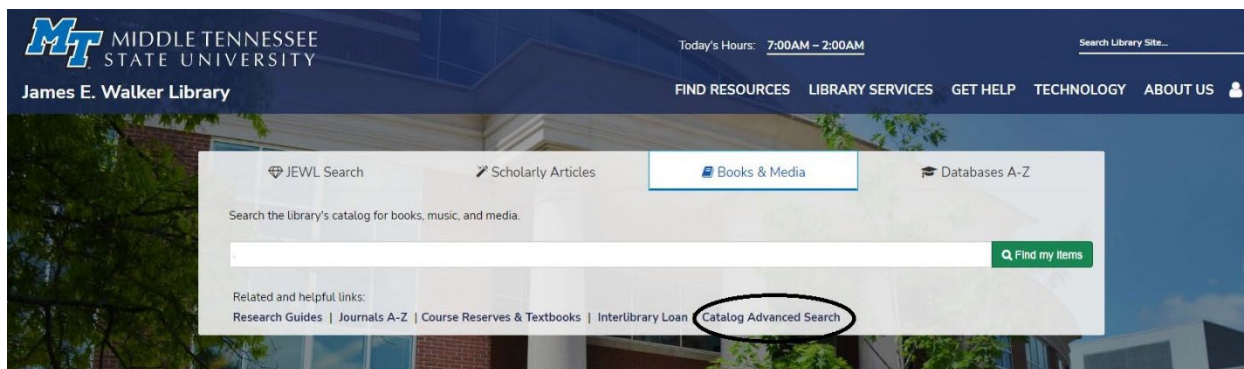 MT MIDDLE TENNESSEE
STATE UNIVERSITY
Today's Hours: 7:00AM – 2:00AM
Search Library Site...
James E. Walker Library
FIND RESOURCES LIBRARY SERVICES GET HELP TECHNOLOGY ABOUT US
JEWL Search Scholarly Articles Books & Media Databases A-Z
Search the library's catalog for books, music, and media.
Find my items
Related and helpful links:
Research Guides | Journals A-Z | Course Reserves & Textbooks | Interlibrary Loan | Catalog Advanced Search